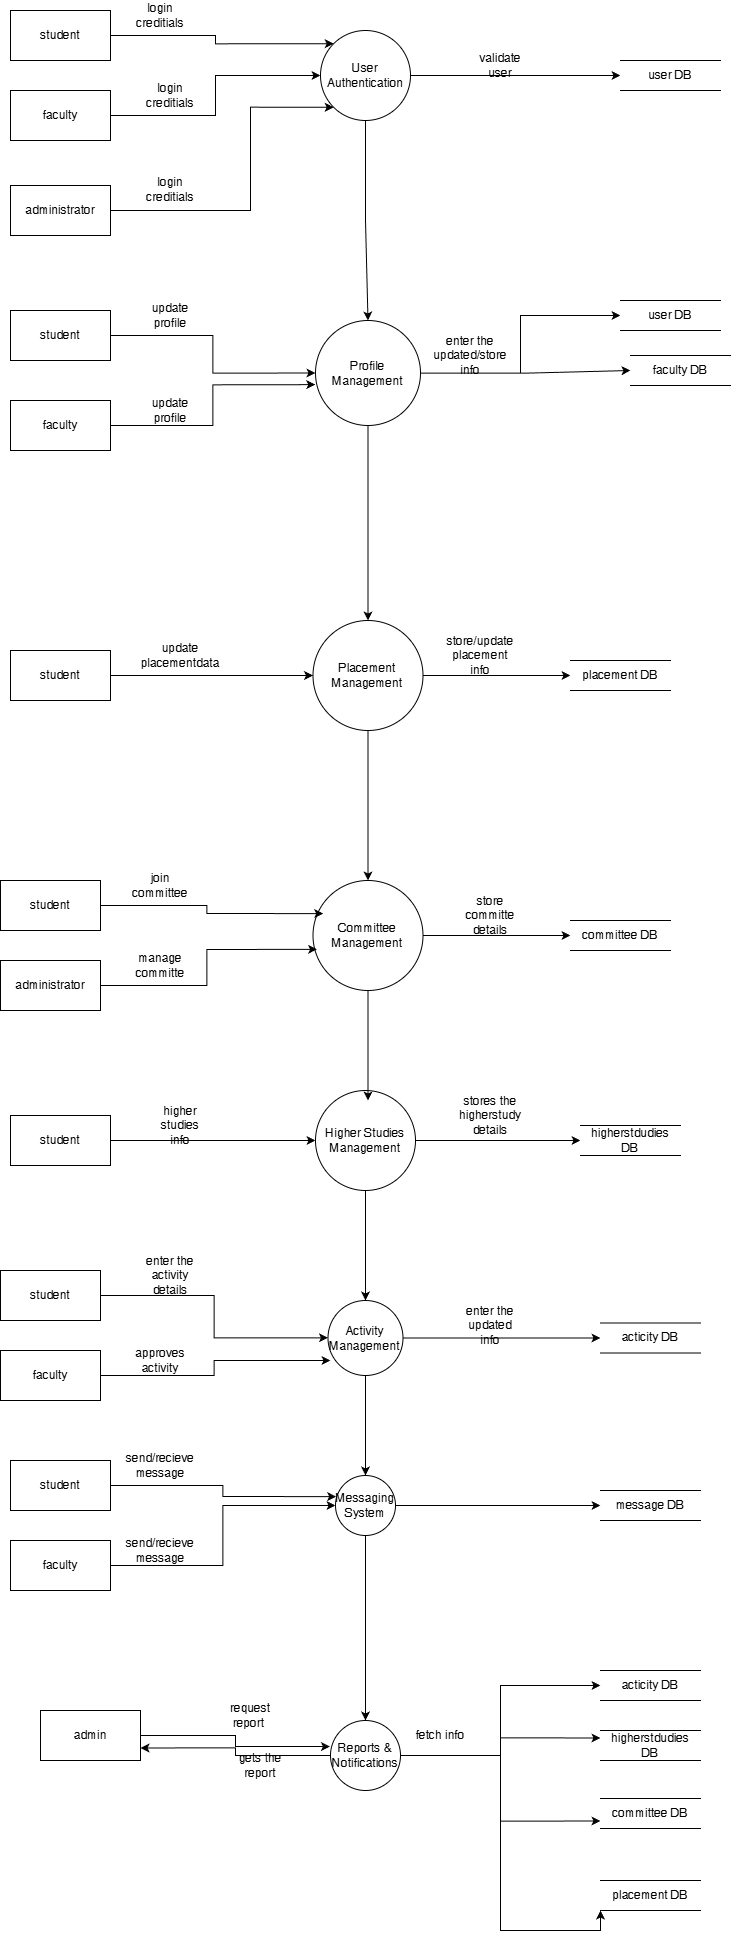 login
creditials
student
User
Authentication
validate
user
user DB
login
creditials
faculty
login
creditials
administrator
update
profile
student
user DB
enter the
updated/store
info
Profile
Management
faculty DB
update
profile
faculty
update
placementdata
student
Placement
Management
store/update
placement
info
placement DB
join
committee
student
store
committe
details
Committee
Management
committee DB
manage
committe
administrator
higher
studies
info
student
Higher Studies
Management
stores the
higherstudy
details
higherstdudies
DB
enter the
activity
details
student
Activity
Management
enter the
updated
info
acticity DB
approves
activity
faculty
send/recieve
message
student
Messaging
System
message DB
send/recieve
message
faculty
acticity DB
request
report
admin
fetch info
Reports &
Notifications
gets the
report
higherstdudies
DB
committee DB
placement DB